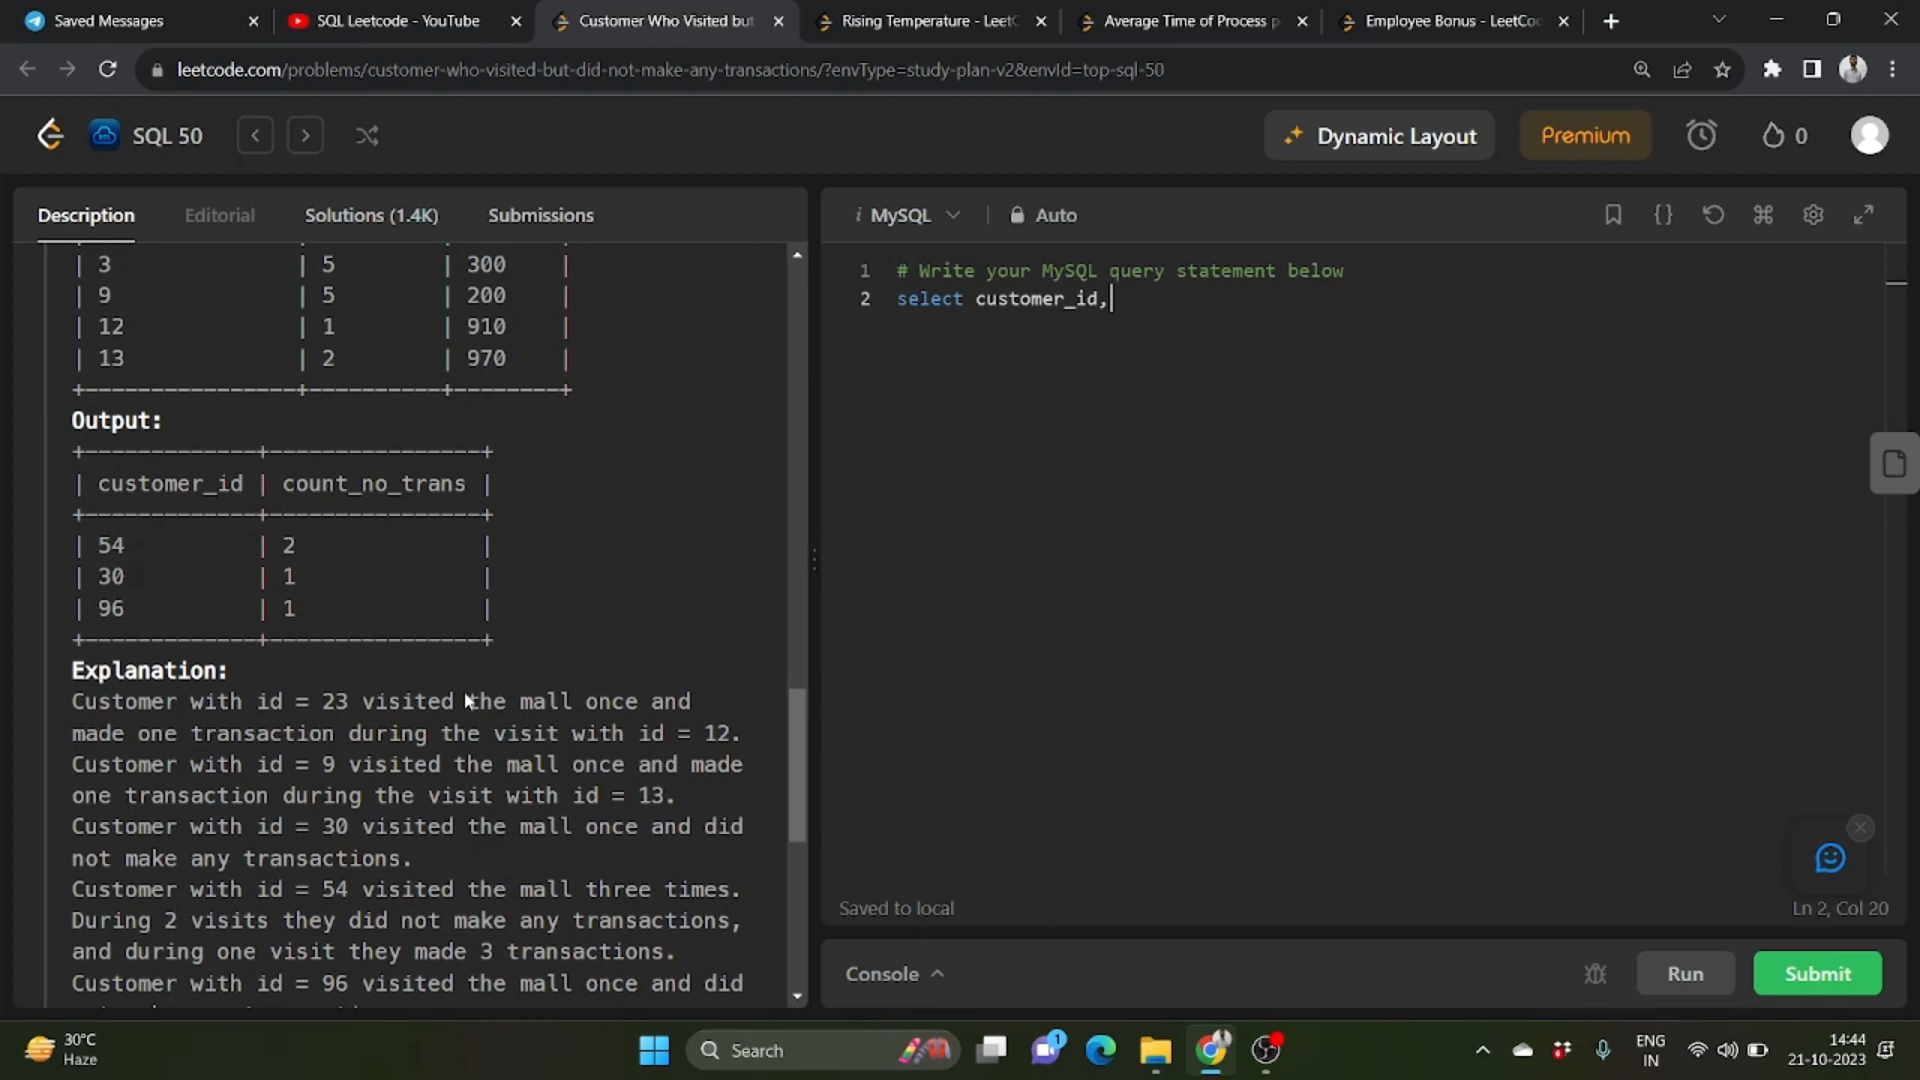 Saved Messages
SQL Leetcode - YouTube
Customer Who Visited but
Rising Temperature - LeetC
Average Time of Process p
Employee Bonus - LeetCo
leetcode.com/problems/customer-who-visited-but-did-not-make-any-transactions/?envType=study-plan-v2&envId=top-sql-50
SQL 50
Dynamic Layout
Premium
0
Description
Editorial
Solutions (1.4K)
Submissions
| 3 | 5 | 300 |
| 9 | 5 | 200 |
| 12 | 1 | 910 |
| 13 | 2 | 970 |
+----------------+----------+--------+
Output:
+-------------+----------------+
| customer_id | count_no_trans |
+-------------+----------------+
| 54 | 2 |
| 30 | 1 |
| 96 | 1 |
+-------------+----------------+
Explanation:
Customer with id = 23 visited the mall once and
made one transaction during the visit with id = 12.
Customer with id = 9 visited the mall once and made
one transaction during the visit with id = 13.
Customer with id = 30 visited the mall once and did
not make any transactions.
Customer with id = 54 visited the mall three times.
During 2 visits they did not make any transactions,
and during one visit they made 3 transactions.
Customer with id = 96 visited the mall once and did
i MySQL
Auto
1 # Write your MySQL query statement below
2 select customer_id,
Saved to local
Ln 2, Col 20
Console
Run
Submit
30°C
Haze
Search
1
ENG
IN
14:44
21-10-2023